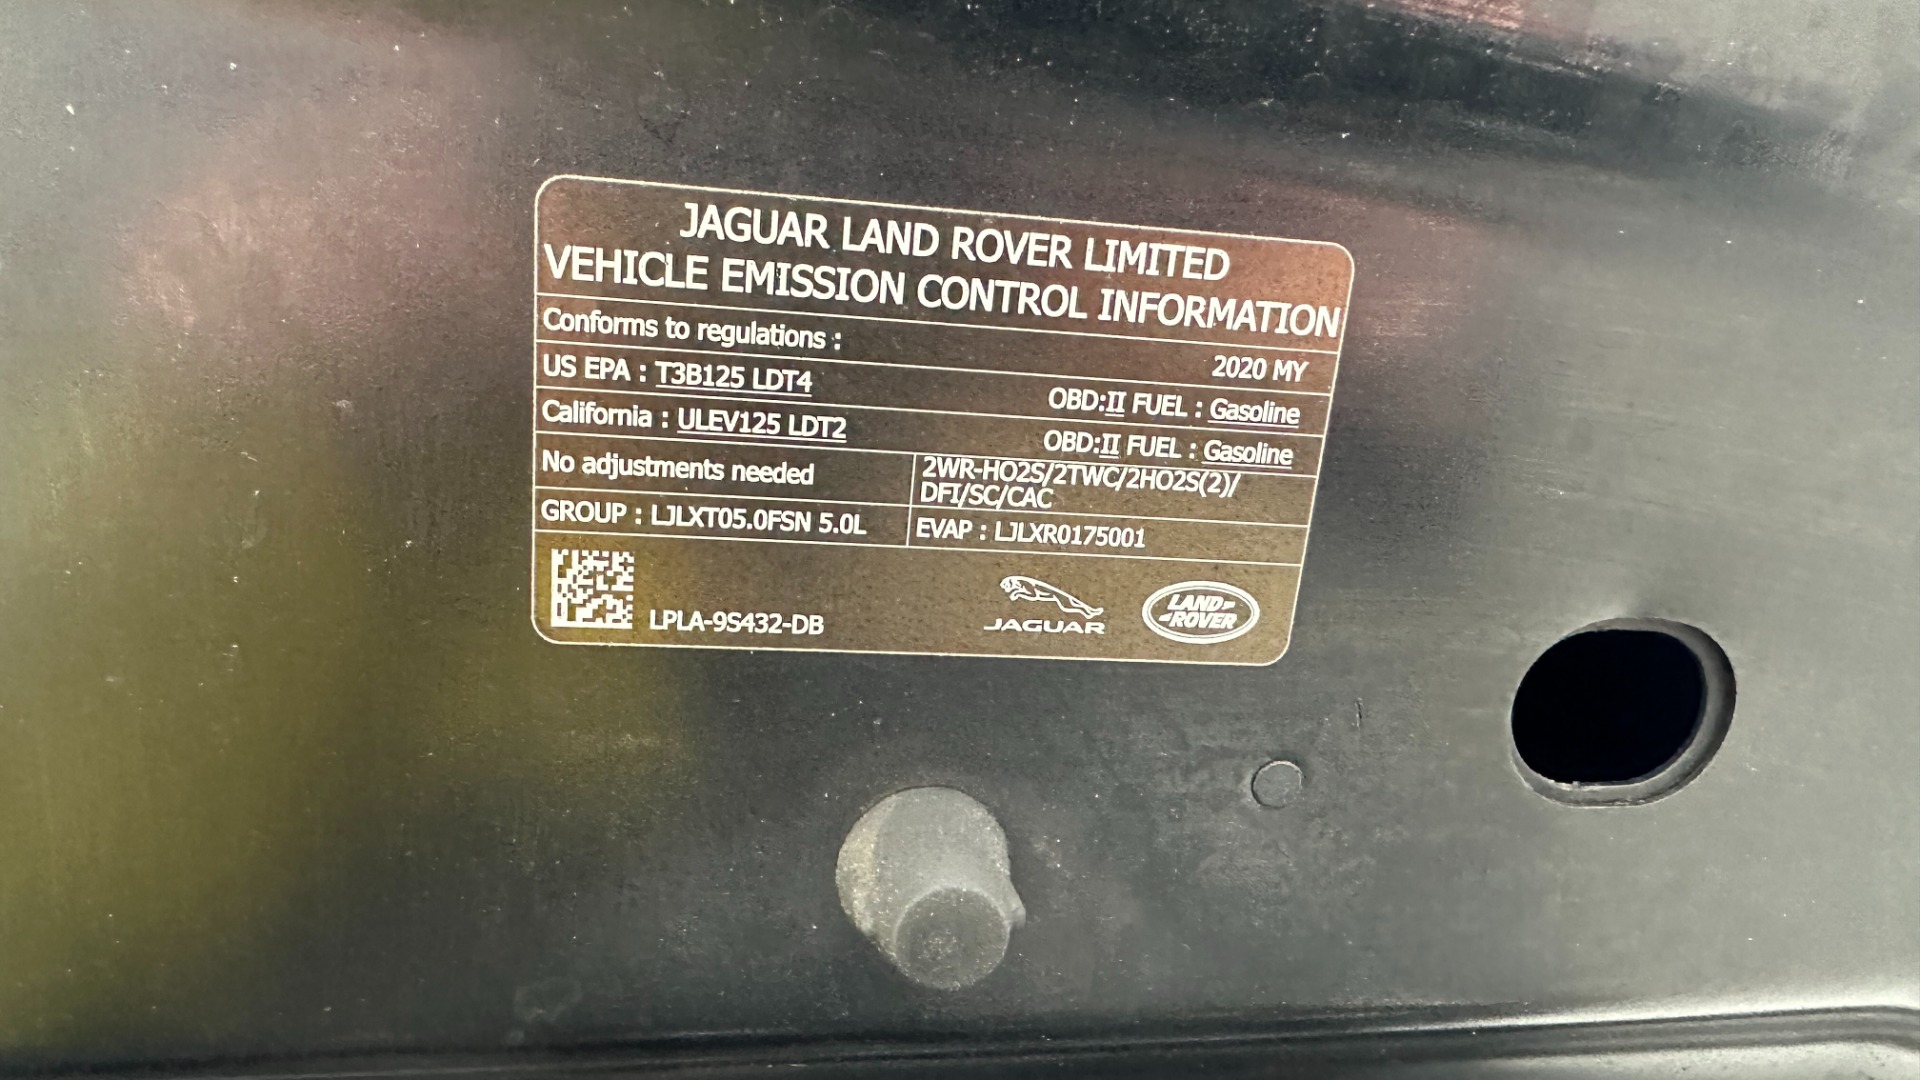 JAGUAR LAND ROVER LIMITED
VEHICLE EMISSION CONTROL INFORMATION
Conforms to regulations :
2020 MY
US EPA : T3B125 LDT4
OBD:II FUEL : Gasoline
California : ULEV125 LDT2
OBD:II FUEL : Gasoline
No adjustments needed
2WR-HO2S/2TWC/2HO2S(2)/
DFI/SC/CAC
GROUP : LJLXT05.0FSN 5.0L
EVAP : LJLXR0175001
LPLA-9S432-DB
JAGUAR
LAND
ROVER